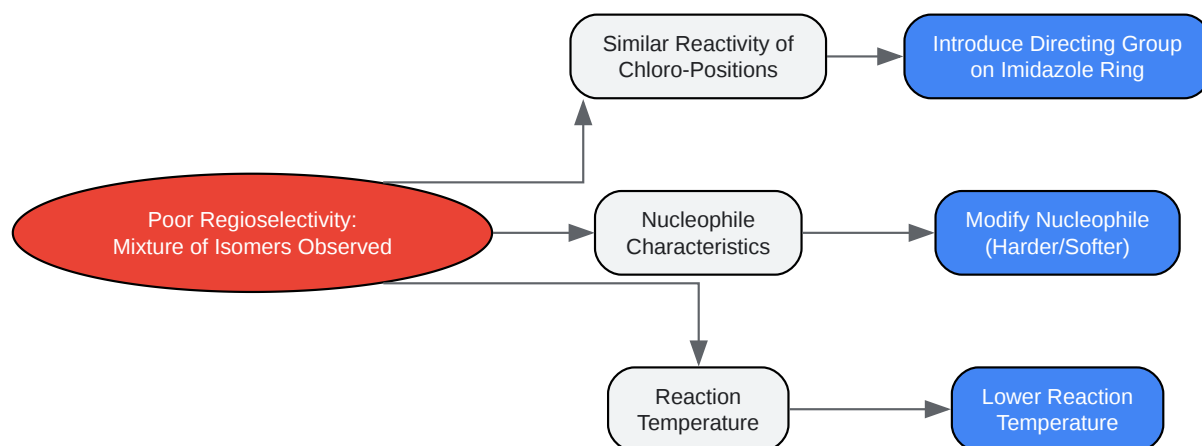 Similar Reactivity of
Chloro-Positions
Introduce Directing Group
on Imidazole Ring
Poor Regioselectivity:
Mixture of Isomers Observed
Nucleophile
Characteristics
Modify Nucleophile
(Harder/Softer)
Reaction
Temperature
Lower Reaction
Temperature